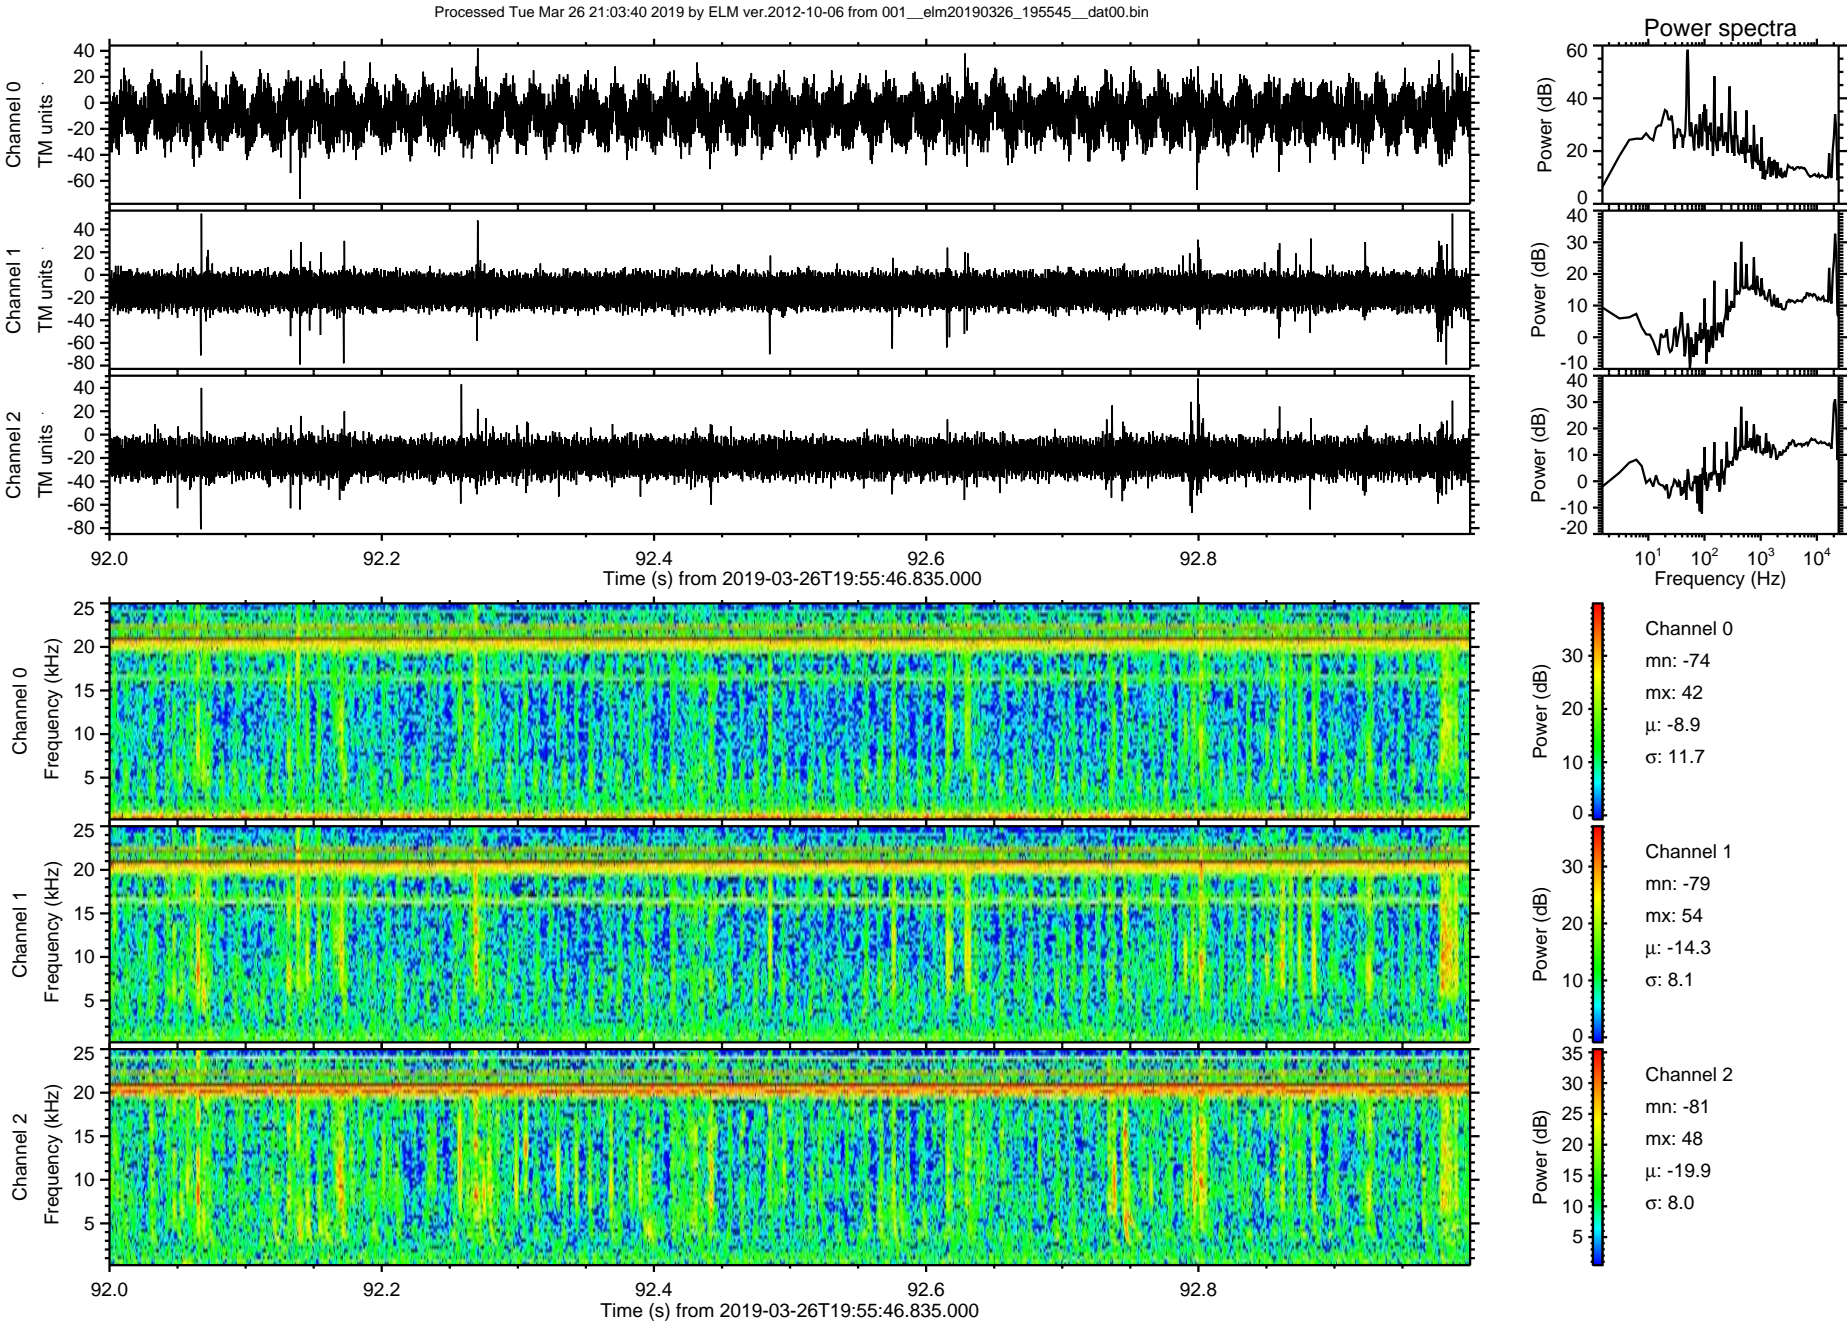 Processed Tue Mar 26 21:03:40 2019 by ELM ver.2012-10-06 from 001__elm20190326_195545__dat00.bin
Power spectra
Channel 0
TM units
40
20
0
-20
-40
-60
Power (dB)
60
40
20
0
Channel 1
TM units
40
20
0
-20
-40
-60
-80
Power (dB)
40
30
20
10
0
-10
Channel 2
TM units
40
20
0
-20
-40
-60
-80
Power (dB)
40
30
20
10
0
-10
-20
92.0 92.2 92.4 92.6 92.8
Time (s) from 2019-03-26T19:55:46.835.000
10^1 10^2 10^3 10^4
Frequency (Hz)
Channel 0
Frequency (kHz)
25
20
15
10
5
Power (dB)
30
20
10
0
Channel 0
mn: -74
mx: 42
μ: -8.9
σ: 11.7
Channel 1
Frequency (kHz)
25
20
15
10
5
Power (dB)
30
20
10
0
Channel 1
mn: -79
mx: 54
μ: -14.3
σ: 8.1
Channel 2
Frequency (kHz)
25
20
15
10
5
Power (dB)
35
30
25
20
15
10
5
Channel 2
mn: -81
mx: 48
μ: -19.9
σ: 8.0
92.0 92.2 92.4 92.6 92.8
Time (s) from 2019-03-26T19:55:46.835.000